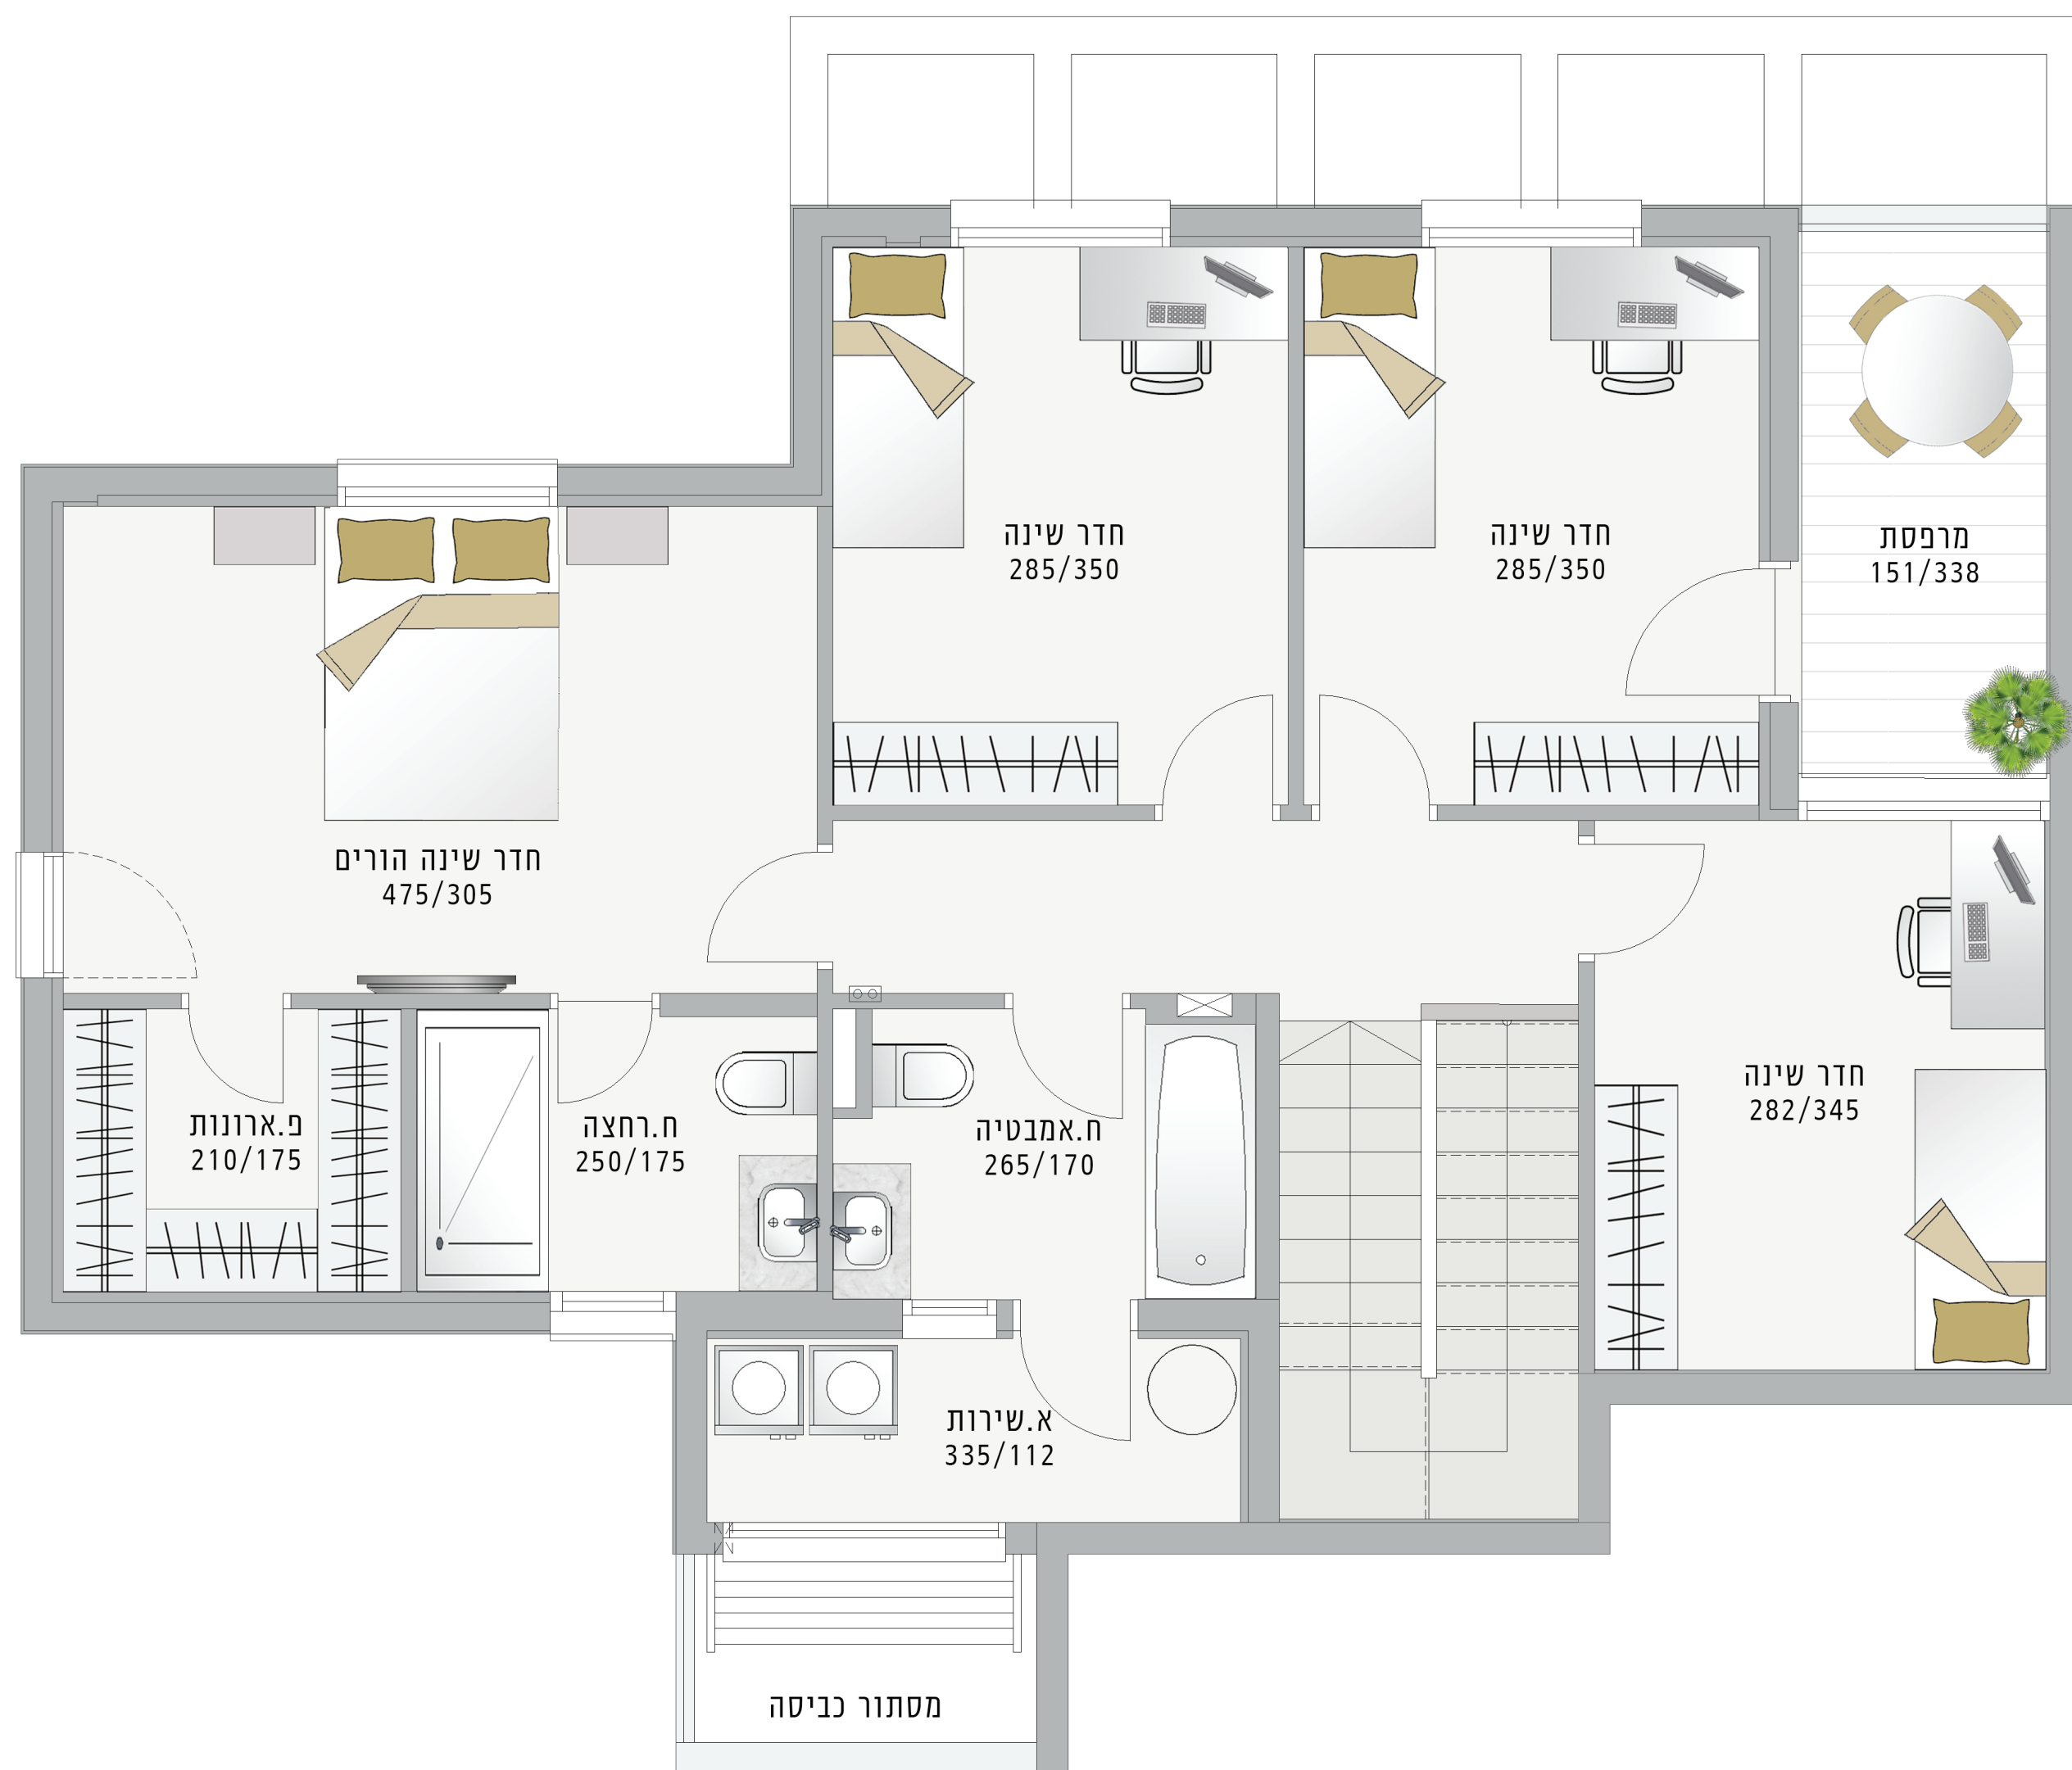 חדר שינה
285/350
חדר שינה
285/350
מרפסת
151/338
חדר שינה הורים
475/305
חדר שינה
282/345
פ.ארונות
210/175
ח.רחצה
250/175
ח.אמבטיה
265/170
א.שירות
335/112
מסתור כביסה